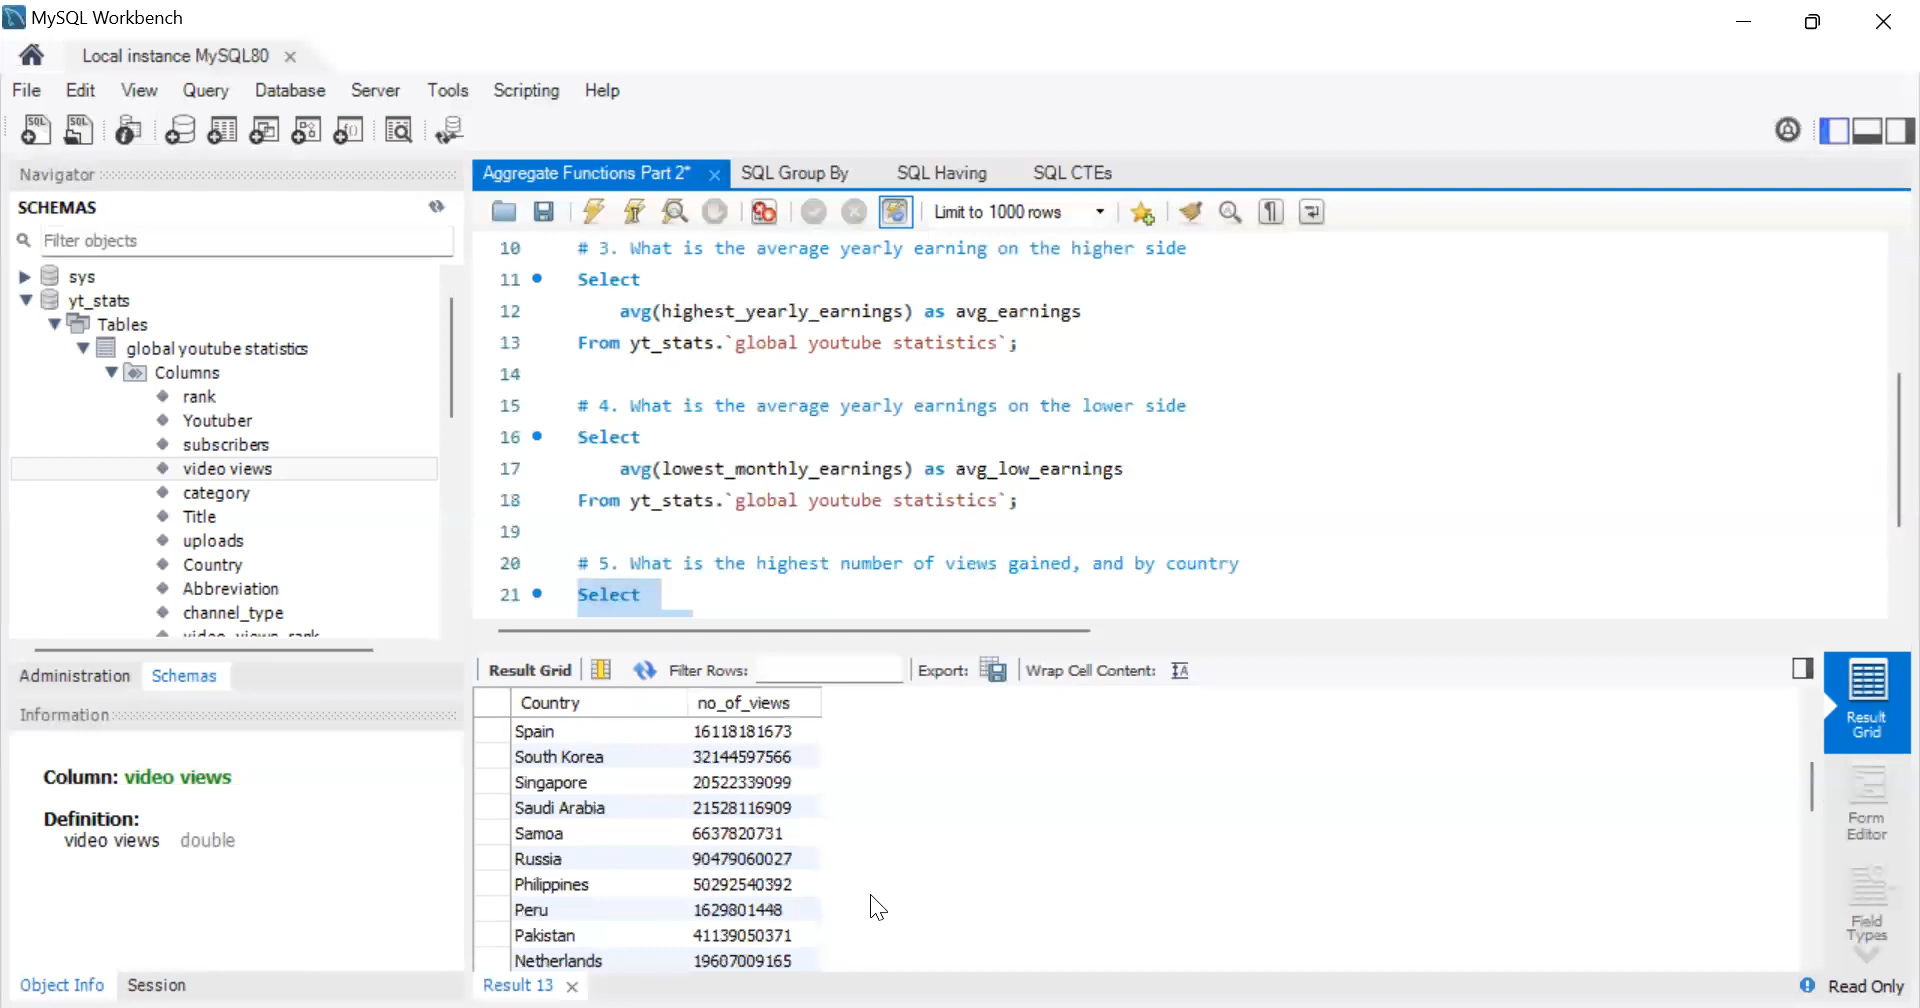 MySQL Workbench
Local instance MySQL80
File Edit View Query Database Server Tools Scripting Help
Navigator
SCHEMAS
Filter objects
sys
yt_stats
Tables
global youtube statistics
Columns
rank
Youtuber
subscribers
video views
category
Title
uploads
Country
Abbreviation
channel_type
video_views_rank
Administration Schemas
Information
Column: video views
Definition:
video views double
Object Info Session
Aggregate Functions Part 2* SQL Group By SQL Having SQL CTEs
Limit to 1000 rows
10 # 3. What is the average yearly earning on the higher side
11 Select
12 avg(highest_yearly_earnings) as avg_earnings
13 From yt_stats.`global youtube statistics`;
14
15 # 4. What is the average yearly earnings on the lower side
16 Select
17 avg(lowest_monthly_earnings) as avg_low_earnings
18 From yt_stats.`global youtube statistics`;
19
20 # 5. What is the highest number of views gained, and by country
21 Select
Result Grid Filter Rows: Export: Wrap Cell Content:
Country no_of_views
Spain 16118181673
South Korea 32144597566
Singapore 20522339099
Saudi Arabia 21528116909
Samoa 6637820731
Russia 90479060027
Philippines 50292540392
Peru 1629801448
Pakistan 41139050371
Netherlands 19607009165
Result 13
Result
Grid
Form
Editor
Field
Types
Read Only